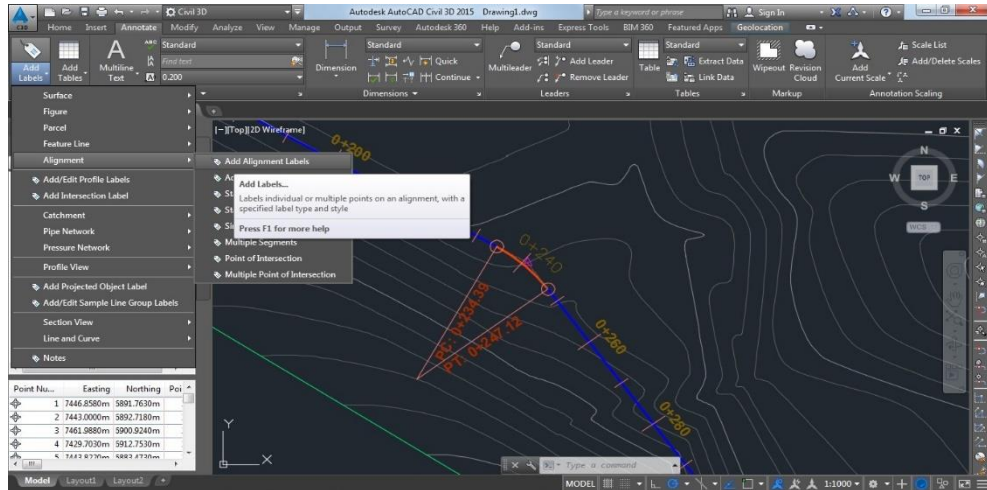 Civil 3D
Autodesk AutoCAD Civil 3D 2015 Drawing1.dwg
Type a keyword or phrase
Sign In
Home Insert Annotate Modify Analyze View Manage Output Survey Autodesk 360 Help Add-ins Express Tools BIM 360 Featured Apps Geolocation
Add Labels
Add Tables
Multiline Text
Standard
Find text
0.200
Dimension
Standard
Quick
Continue
Multileader
Standard
Add Leader
Remove Leader
Table
Standard
Extract Data
Link Data
Wipeout
Revision Cloud
Add Current Scale
Scale List
Add/Delete Scales
Dimensions
Leaders
Tables
Markup
Annotation Scaling
Surface
Figure
Parcel
Feature Line
Alignment
Add/Edit Profile Labels
Add Intersection Label
Catchment
Pipe Network
Pressure Network
Profile View
Add Projected Object Label
Add/Edit Sample Line Group Labels
Section View
Line and Curve
Notes
Add Alignment Labels
Add Labels...
Labels individual or multiple points on an alignment, with a
specified label type and style
Press F1 for more help
Multiple Segments
Point of Intersection
Multiple Point of Intersection
[-][Top][2D Wireframe]
0+200
0+240
PC: 0+234.39
PT: 0+247.12
0+260
0+280
N
W TOP E
S
WCS
Point Nu... Easting Northing Poi
1 7446.8580m 5891.7630m
2 7443.0000m 5892.7180m
3 7461.9880m 5900.9240m
4 7429.7030m 5912.7530m
5 7443.8770m 5883.4730m
Y
X
Type a command
Model Layout1 Layout2 +
MODEL
1:1000